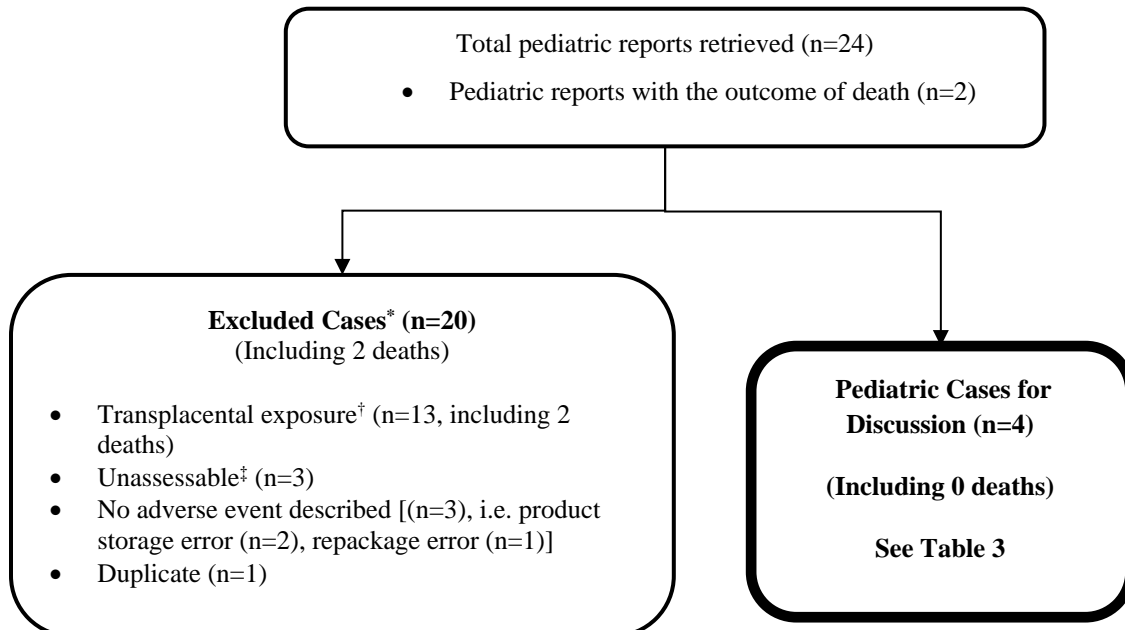 Total pediatric reports retrieved (n=24)
• Pediatric reports with the outcome of death (n=2)
Excluded Cases* (n=20)
(Including 2 deaths)
• Transplacental exposure† (n=13, including 2
deaths)
• Unassessable‡ (n=3)
• No adverse event described [(n=3), i.e. product
storage error (n=2), repackage error (n=1)]
• Duplicate (n=1)
Pediatric Cases for
Discussion (n=4)
(Including 0 deaths)
See Table 3